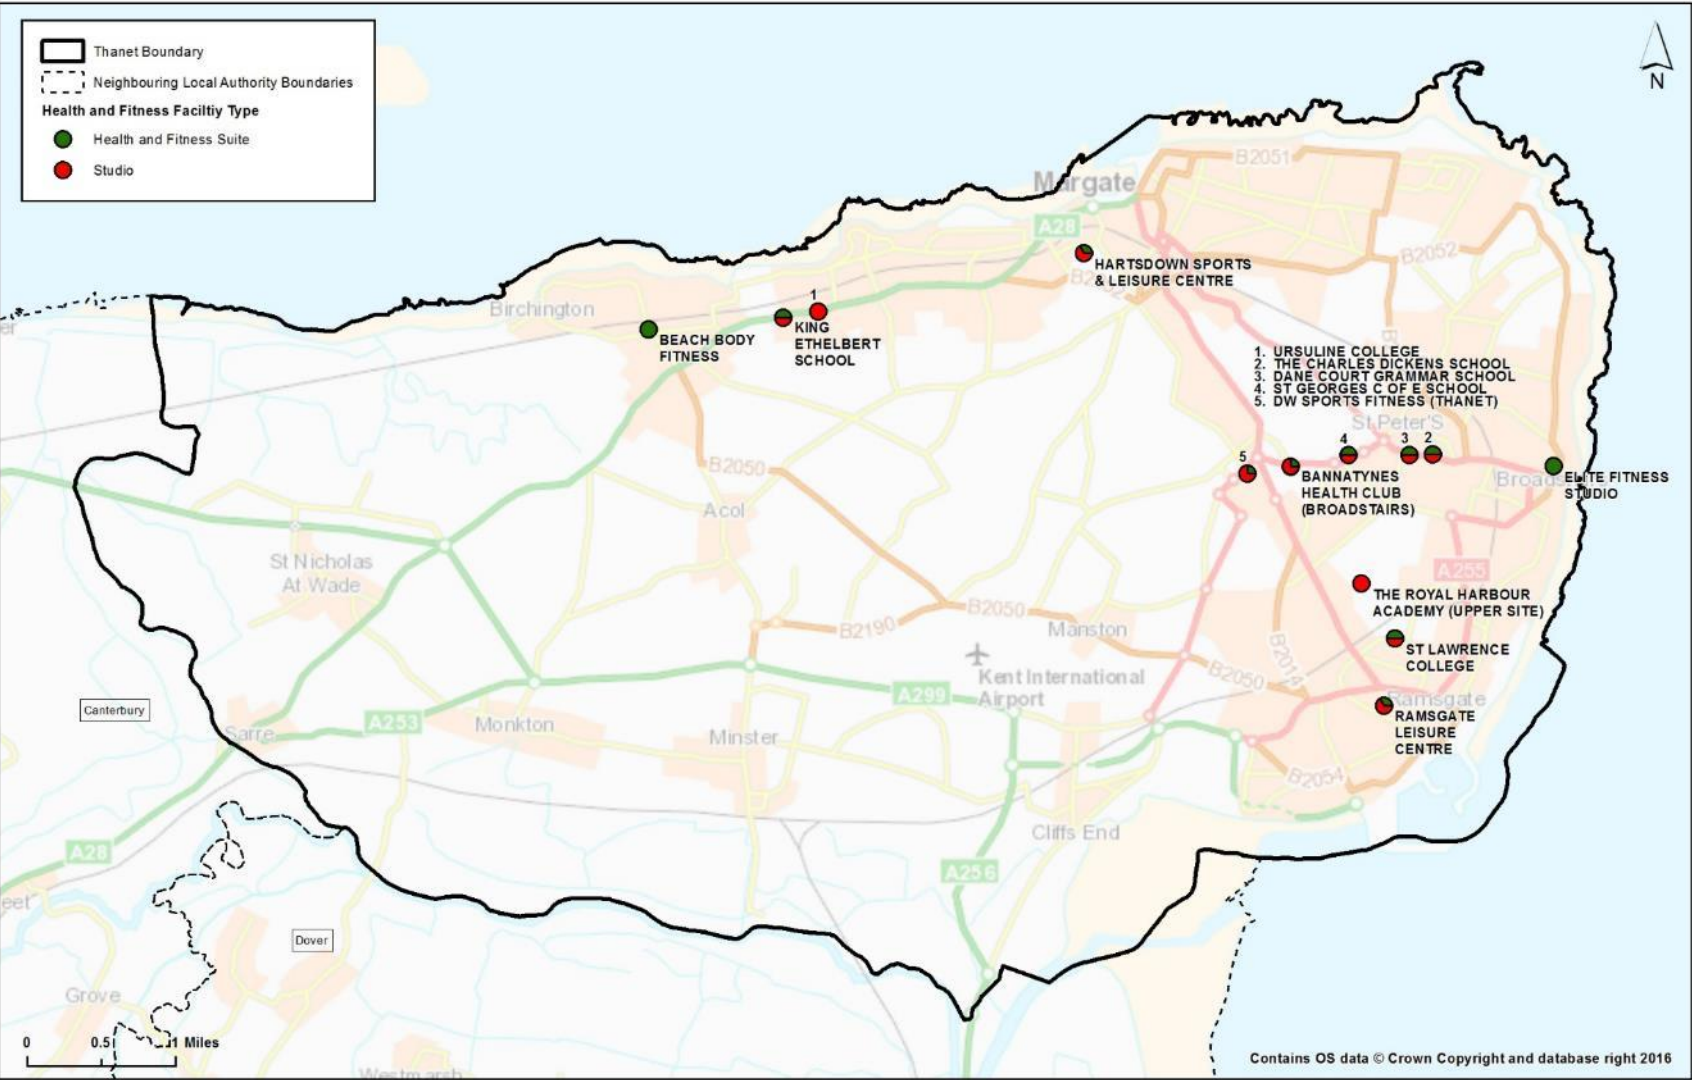 Thanet Boundary
Neighbouring Local Authority Boundaries
Health and Fitness Faciltiy Type
Health and Fitness Suite
Studio
N
B2051
Margate
A28
B2052
HARTSDOWN SPORTS
& LEISURE CENTRE
Birchington
1
KING
ETHELBERT
SCHOOL
BEACH BODY
FITNESS
1. URSULINE COLLEGE
2. THE CHARLES DICKENS SCHOOL
3. DANE COURT GRAMMAR SCHOOL
4. ST GEORGES C OF E SCHOOL
5. DW SPORTS FITNESS (THANET)
St Peter'S
4
3
2
5
B2050
BANNATYNES
HEALTH CLUB
(BROADSTAIRS)
ELITE FITNESS
STUDIO
Acol
St Nicholas
At Wade
A255
THE ROYAL HARBOUR
ACADEMY (UPPER SITE)
B2050
B2190
Manston
B2014
ST LAWRENCE
COLLEGE
B2050
Kent International
Airport
A299
Canterbury
Sarre
A253
Monkton
Minster
Ramsgate
RAMSGATE
LEISURE
CENTRE
B2054
Cliffs End
A28
A256
Dover
Grove
0
0.5
1 Miles
Contains OS data © Crown Copyright and database right 2016